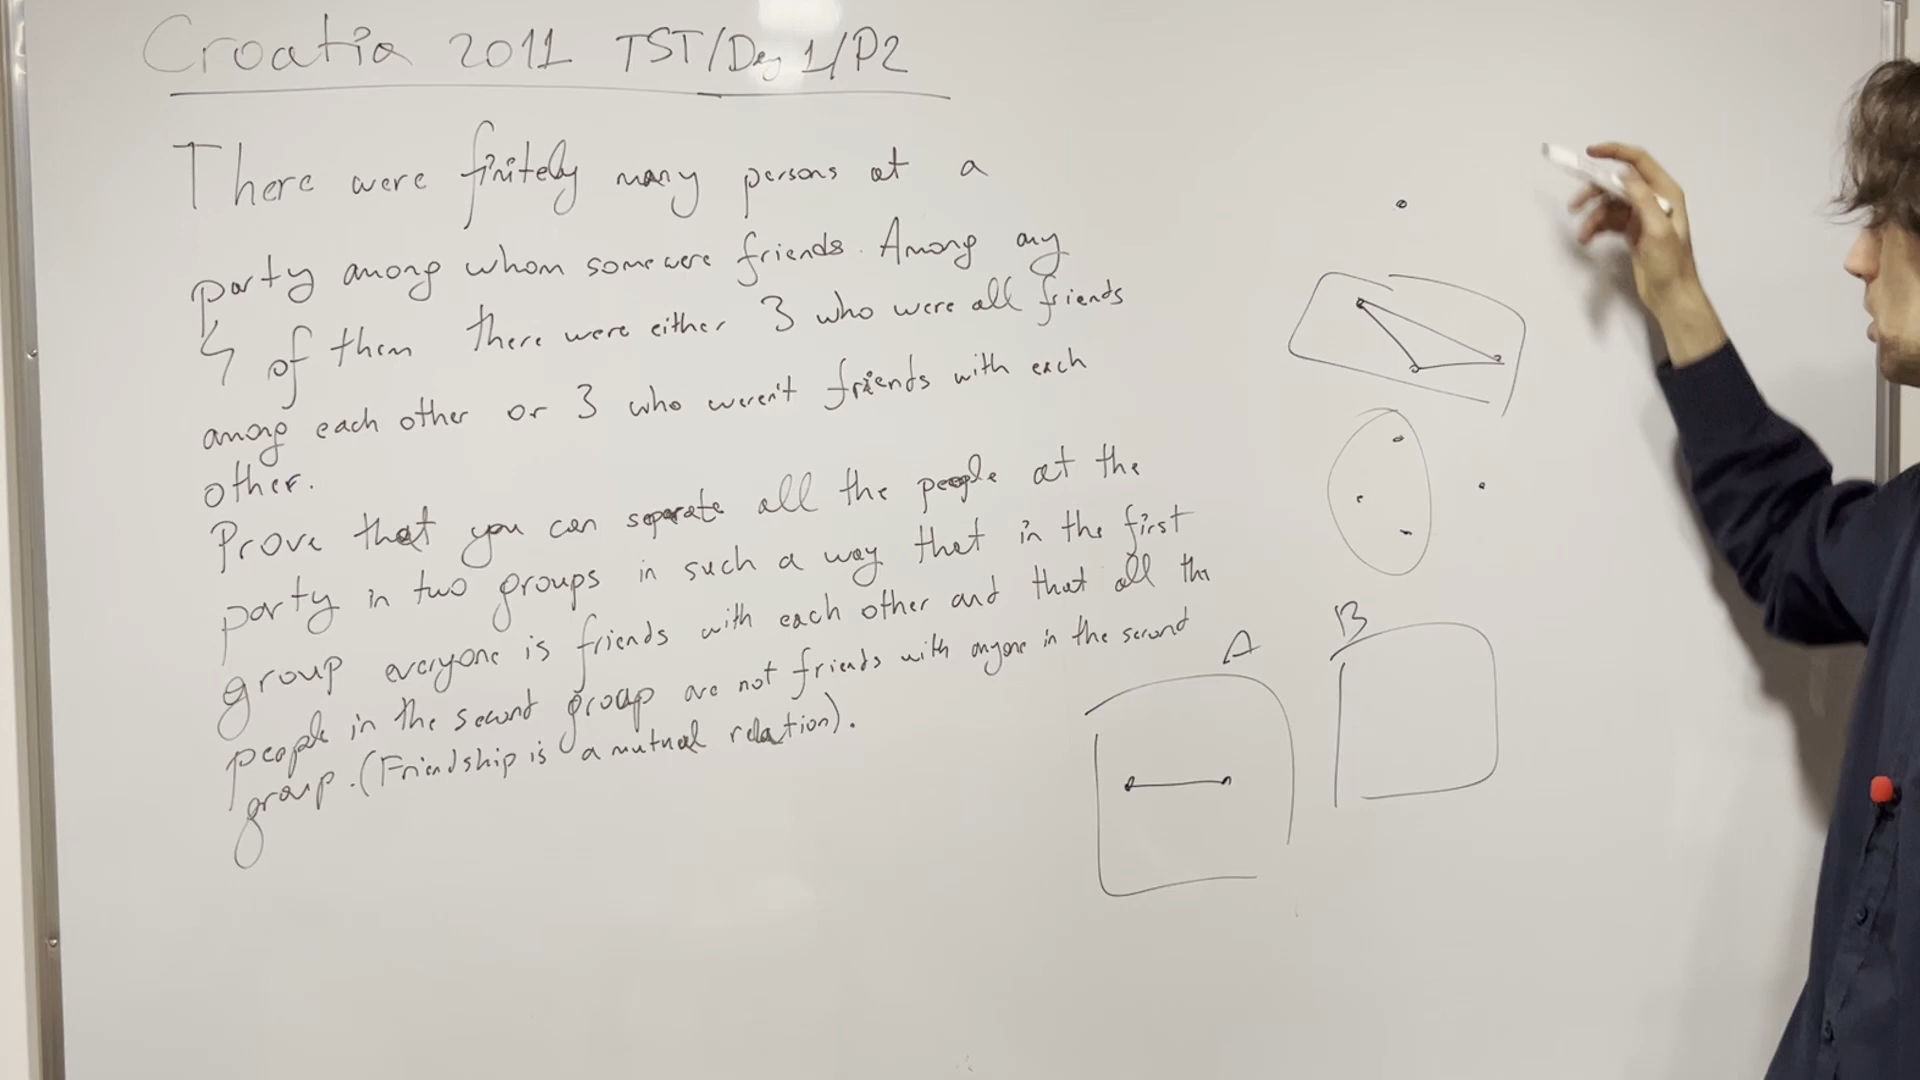 Croatia 2011 TST/Day 1/P2
There were finitely many persons at a
party among whom some were friends. Among any
4 of them there were either 3 who were all friends
among each other or 3 who weren't friends with each
other.
Prove that you can separate all the people at the
party in two groups in such a way that in the first
group everyone is friends with each other and that all the
people in the second group are not friends with anyone in the second
group. (Friendship is a mutual relation).
A
B